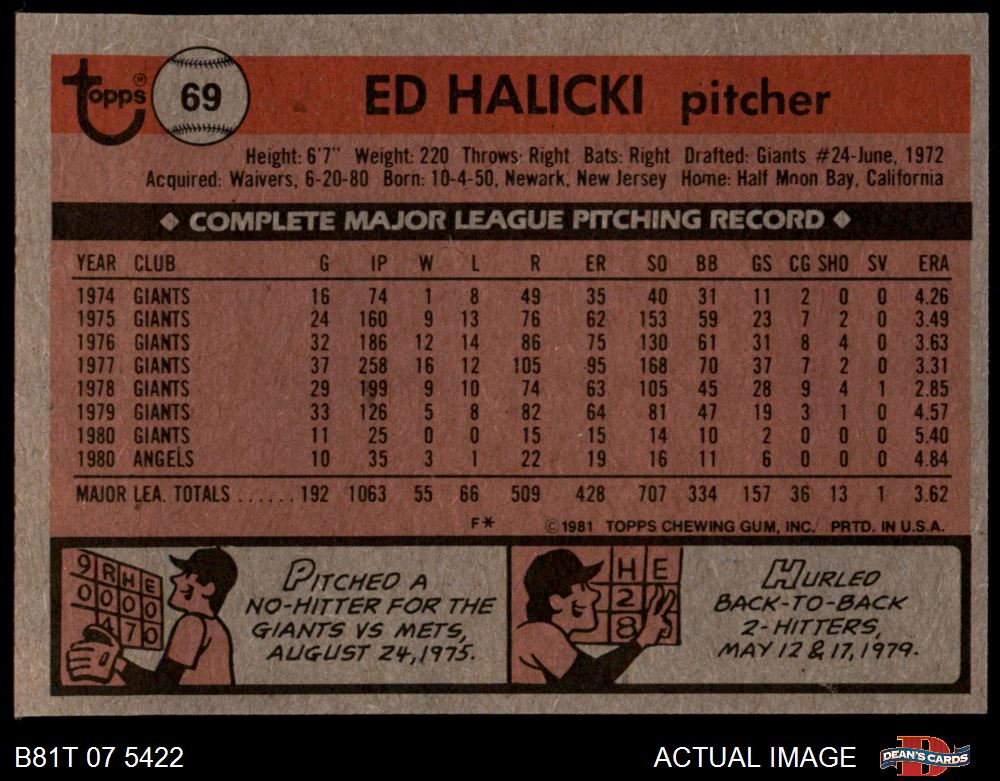 Topps® 69 ED HALICKI pitcher
Height: 6'7" Weight: 220 Throws: Right Bats: Right Drafted: Giants #24-June, 1972
Acquired: Waivers, 6-20-80 Born: 10-4-50, Newark, New Jersey Home: Half Moon Bay, California
COMPLETE MAJOR LEAGUE PITCHING RECORD
YEAR CLUB G IP W L R ER SO BB GS CG SHO SV ERA
1974 GIANTS 16 74 1 8 49 35 40 31 11 2 0 0 4.26
1975 GIANTS 24 160 9 13 76 62 153 59 23 7 2 0 3.49
1976 GIANTS 32 186 12 14 86 75 130 61 31 8 4 0 3.63
1977 GIANTS 37 258 16 12 105 95 168 70 37 7 2 0 3.31
1978 GIANTS 29 199 9 10 74 63 105 45 28 9 4 1 2.85
1979 GIANTS 33 126 5 8 82 64 81 47 19 3 1 0 4.57
1980 GIANTS 11 25 0 0 15 15 14 10 2 0 0 0 5.40
1980 ANGELS 10 35 3 1 22 19 16 11 6 0 0 0 4.84
MAJOR LEA. TOTALS ...... 192 1063 55 66 509 428 707 334 157 36 13 1 3.62
F* ©1981 TOPPS CHEWING GUM, INC. PRTD. IN U.S.A.
9 R H E
0 0 0 0
4 7 0
PITCHED A
NO-HITTER FOR THE
GIANTS VS METS,
AUGUST 24, 1975.
H E
2
8
HURLED
BACK-TO-BACK
2-HITTERS,
MAY 12 & 17, 1979.
B81T 07 5422 ACTUAL IMAGE DEAN'S CARDS